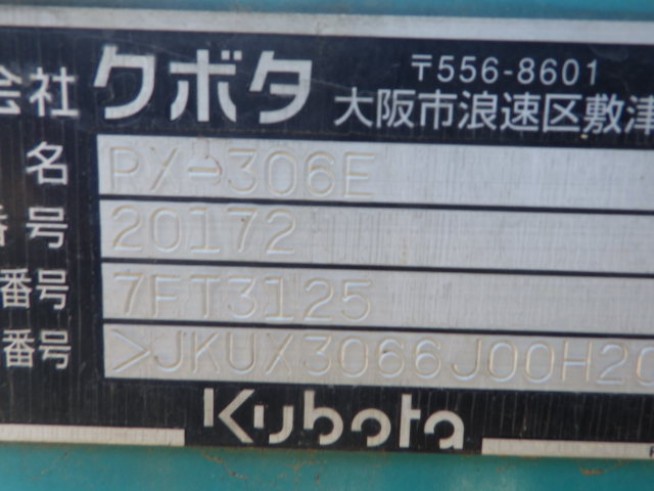 会社 クボタ 〒556-8601
大阪市浪速区敷津
名 RX-306E
番号 20172
番号 7FT3125
番号 >JKUX3066J00H20
Kubota